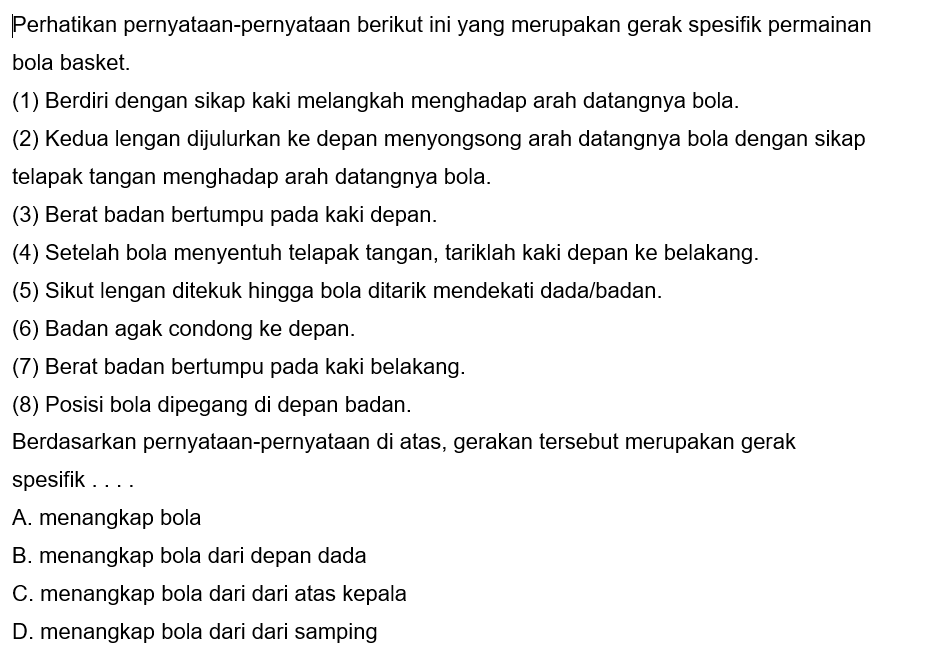 Perhatikan pernyataan-pernyataan berikut ini yang merupakan gerak spesifik permainan
bola basket.
(1) Berdiri dengan sikap kaki melangkah menghadap arah datangnya bola.
(2) Kedua lengan dijulurkan ke depan menyongsong arah datangnya bola dengan sikap
telapak tangan menghadap arah datangnya bola.
(3) Berat badan bertumpu pada kaki depan.
(4) Setelah bola menyentuh telapak tangan, tariklah kaki depan ke belakang.
(5) Sikut lengan ditekuk hingga bola ditarik mendekati dada/badan.
(6) Badan agak condong ke depan.
(7) Berat badan bertumpu pada kaki belakang.
(8) Posisi bola dipegang di depan badan.
Berdasarkan pernyataan-pernyataan di atas, gerakan tersebut merupakan gerak
spesifik . . . .
A. menangkap bola
B. menangkap bola dari depan dada
C. menangkap bola dari dari atas kepala
D. menangkap bola dari dari samping